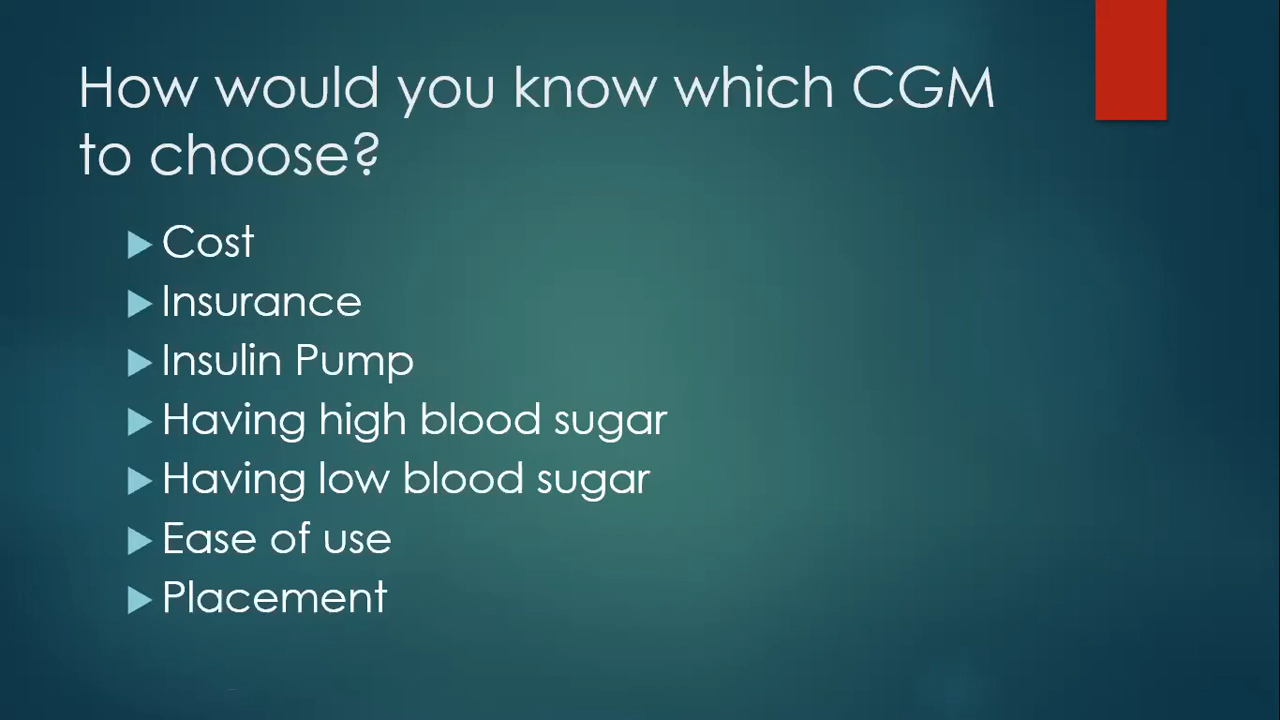 How would you know which CGM
to choose?
Cost
Insurance
Insulin Pump
Having high blood sugar
Having low blood sugar
Ease of use
Placement